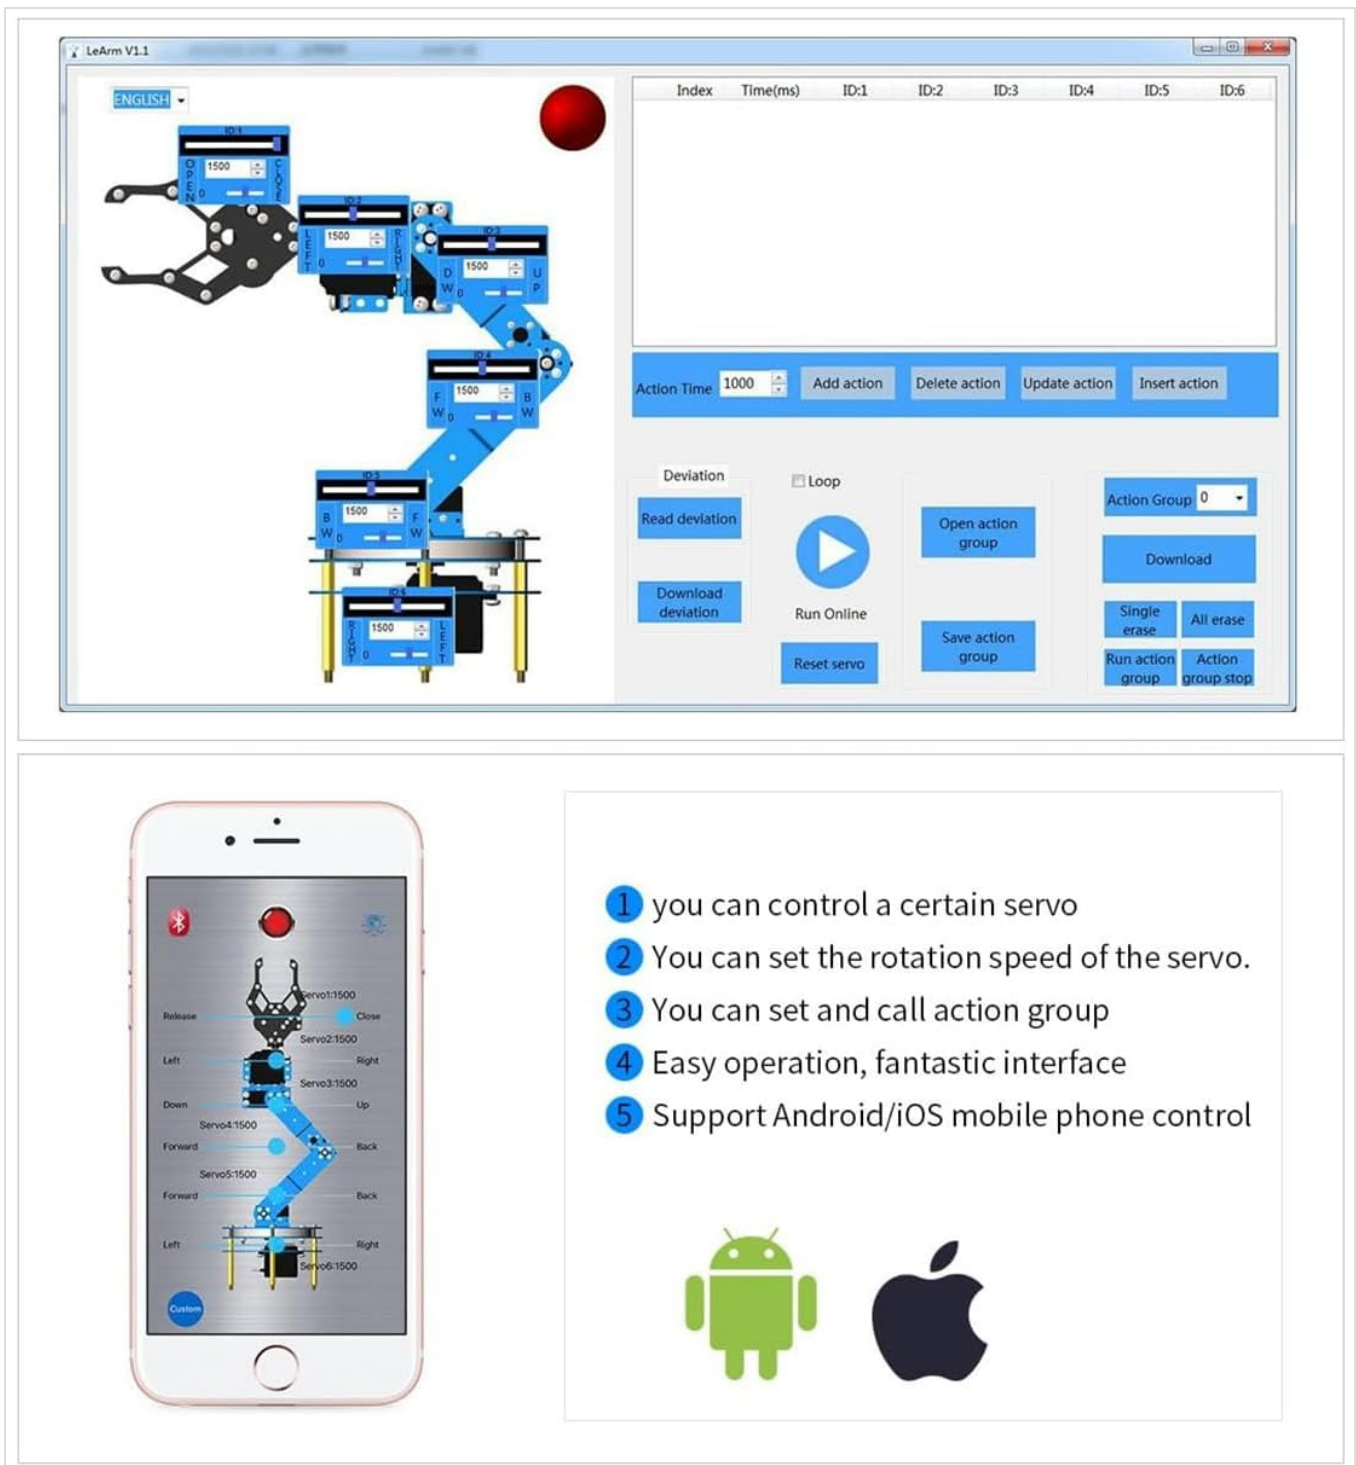 LeArm V1.1
ENGLISH
Index Time(ms) ID:1 ID:2 ID:3 ID:4 ID:5 ID:6
ID:1
OPEN 1500 CLOSE
0
ID:2
LEFT 1500 RIGHT
0
ID:3
DW 1500 UP
0
ID:4
FW 1500 BW
0
BW 1500 FW
0
ID:6
RIGHT 1500 LEFT
0
Action Time 1000 Add action Delete action Update action Insert action
Deviation
Read deviation
Download
deviation
Loop
Run Online
Reset servo
Open action
group
Save action
group
Action Group 0
Download
Single
erase
All erase
Run action
group
Action
group stop
Servo1:1500
Release Close
Servo2:1500
Left Right
Servo3:1500
Down Up
Servo4:1500
Forward Back
Servo5:1500
Forward Back
Left Right
Servo6:1500
Custom
1 you can control a certain servo
2 You can set the rotation speed of the servo.
3 You can set and call action group
4 Easy operation, fantastic interface
5 Support Android/iOS mobile phone control